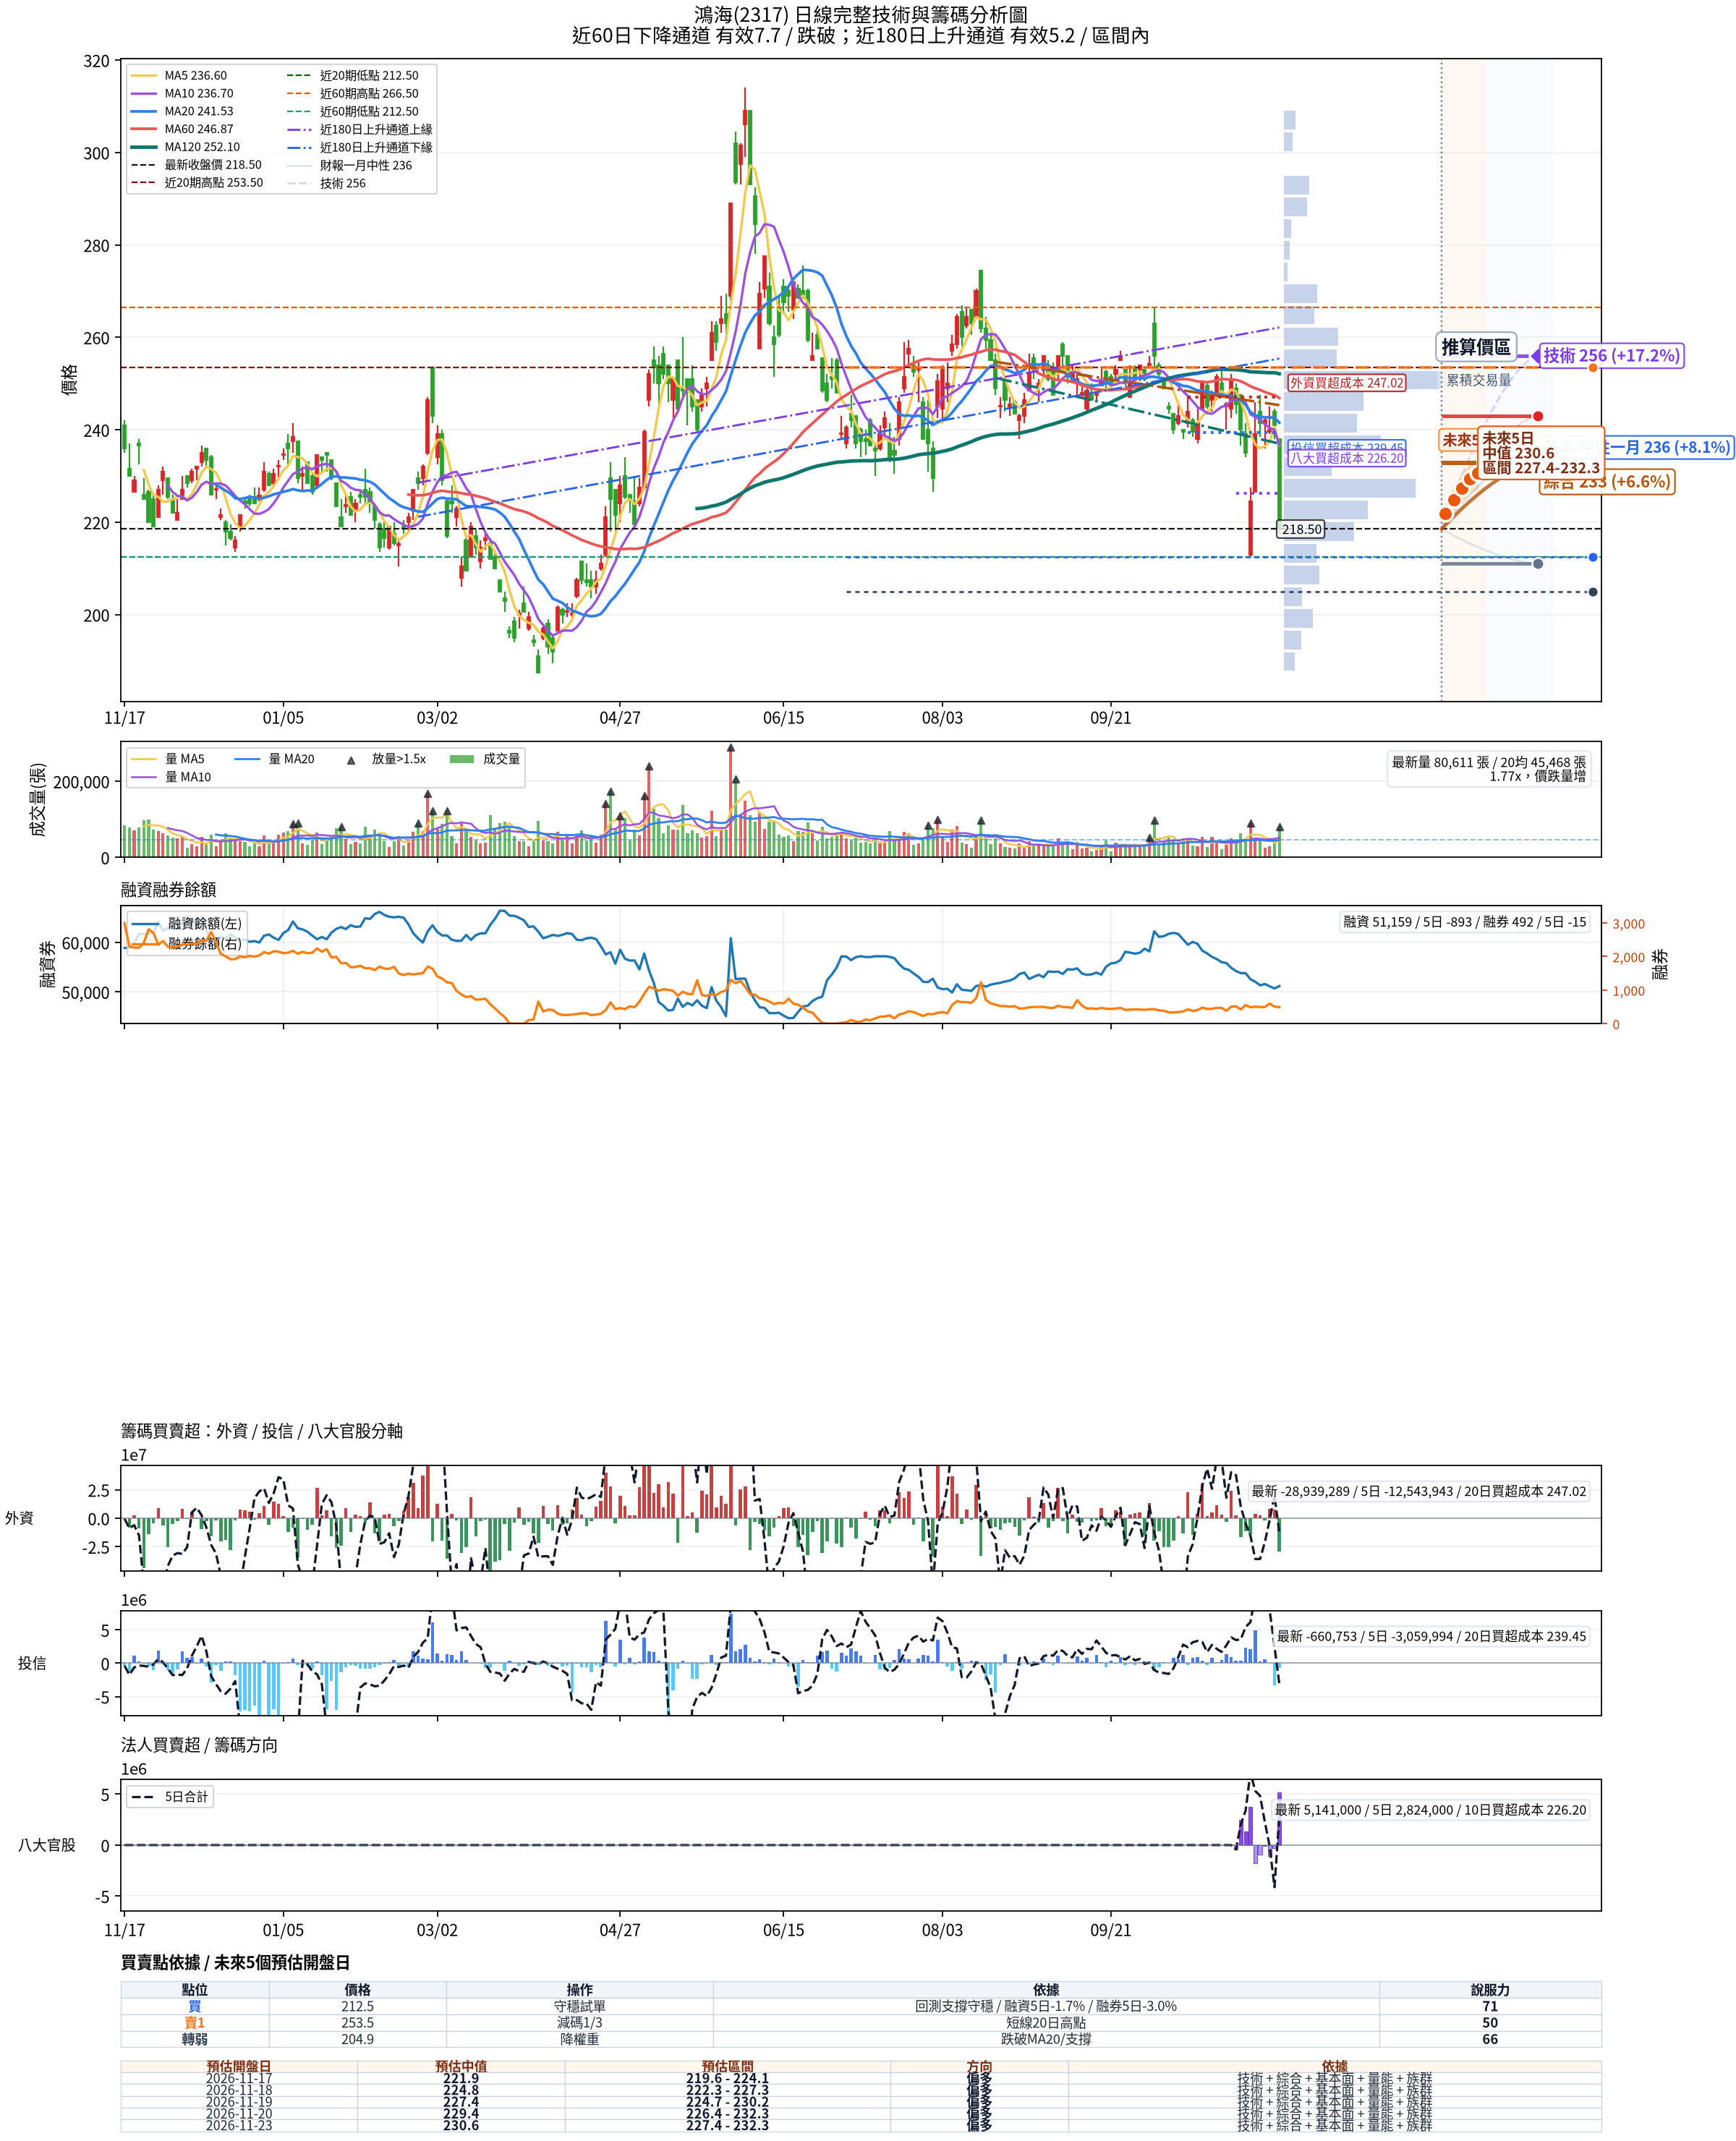 鴻海(2317) 日線完整技術與籌碼分析圖
近60日下降通道 有效7.7 / 跌破；近180日上升通道 有效5.2 / 區間內
價格
320
300
280
260
240
220
200
MA5 236.60
MA10 236.70
MA20 241.53
MA60 246.87
MA120 252.10
最新收盤價 218.50
近20期高點 253.50
近20期低點 212.50
近60期高點 266.50
近60期低點 212.50
近180日上升通道上緣
近180日上升通道下緣
財報一月中性 236
技術 256
推算價區
技術 256 (+17.2%)
累積交易量
外資買超成本 247.02
投信買超成本 239.45
八大買超成本 226.20
未來5
未來5日
中值 230.6
區間 227.4-232.3
一月 236 (+8.1%)
綜合 233 (+6.6%)
218.50
11/17
01/05
03/02
04/27
06/15
08/03
09/21
成交量(張)
200,000
0
量 MA5
量 MA10
量 MA20
放量>1.5x
成交量
最新量 80,611 張 / 20均 45,468 張
1.77x，價跌量增
融資融券餘額
融資券
60,000
50,000
融資餘額(左)
融券餘額(右)
融資 51,159 / 5日 -893 / 融券 492 / 5日 -15
3,000
2,000
1,000
0
融券
籌碼買賣超：外資 / 投信 / 八大官股分軸
1e7
外資
2.5
0.0
-2.5
最新 -28,939,289 / 5日 -12,543,943 / 20日買超成本 247.02
1e6
投信
5
0
-5
最新 -660,753 / 5日 -3,059,994 / 20日買超成本 239.45
法人買賣超 / 籌碼方向
1e6
八大官股
5
0
-5
5日合計
最新 5,141,000 / 5日 2,824,000 / 10日買超成本 226.20
11/17
01/05
03/02
04/27
06/15
08/03
09/21
買賣點依據 / 未來5個預估開盤日
點位 價格 操作 依據 說服力
買 212.5 守穩試單 回測支撐守穩 / 融資5日-1.7% / 融券5日-3.0% 71
賣1 253.5 減碼1/3 短線20日高點 50
轉弱 204.9 降權重 跌破MA20/支撐 66
預估開盤日 預估中值 預估區間 方向 依據
2026-11-17 221.9 219.6 - 224.1 偏多 技術 + 綜合 + 基本面 + 量能 + 族群
2026-11-18 224.8 222.3 - 227.3 偏多 技術 + 綜合 + 基本面 + 量能 + 族群
2026-11-19 227.4 224.7 - 230.2 偏多 技術 + 綜合 + 基本面 + 量能 + 族群
2026-11-20 229.4 226.4 - 232.3 偏多 技術 + 綜合 + 基本面 + 量能 + 族群
2026-11-23 230.6 227.4 - 232.3 偏多 技術 + 綜合 + 基本面 + 量能 + 族群